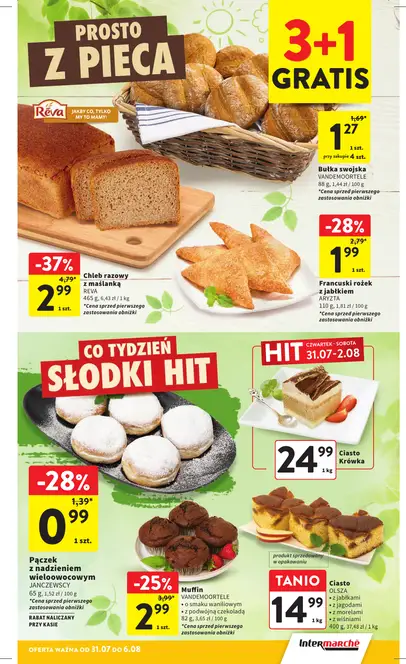 PROSTO
Z PIECA
3+1
GRATIS
Réva
JAKBY CO, TYLKO
MY TO MAMY!
1,69*
1 27
przy zakupie 4 szt.
Bułka swojska
VANDEMOORTELE
88 g, 1,44 zł / 100 g
*Cena sprzed pierwszego
zastosowania obniżki
-37%
4,79*
2 99
1 szt.
Chleb razowy
z maślanką
REVA
465 g, 6,43 zł / 1 kg
*Cena sprzed pierwszego
zastosowania obniżki
-28%
2,79*
1 99
1 szt.
Francuski rożek
z jabłkiem
ARYZTA
110 g, 1,81 zł / 100 g
*Cena sprzed pierwszego
zastosowania obniżki
CO TYDZIEŃ
SŁODKI HIT
HIT
CZWARTEK - SOBOTA
31.07-2.08
24 99
1 kg
Ciasto
Krówka
-28%
1,39*
0 99
1 szt.
Pączek
z nadzieniem
wieloowocowym
JANCZEWSCY
65 g, 1,52 zł / 100 g
*Cena sprzed pierwszego
zastosowania obniżki
RABAT NALICZANY
PRZY KASIE
-25%
3,99*
2 99
1 szt.
Muffin
VANDEMOORTELE
• o smaku waniliowym
• z podwójną czekoladą
82 g, 3,65 zł / 100 g
*Cena sprzed pierwszego
zastosowania obniżki
produkt sprzedawany
w opakowaniu
TANIO
14 99
1 kg
Ciasto
OLSZA
• z jabłkami
• z jagodami
• z morelami
• z wiśniami
400 g, 37,48 zł / 1 kg
OFERTA WAŻNA OD 31.07 DO 6.08
Intermarché